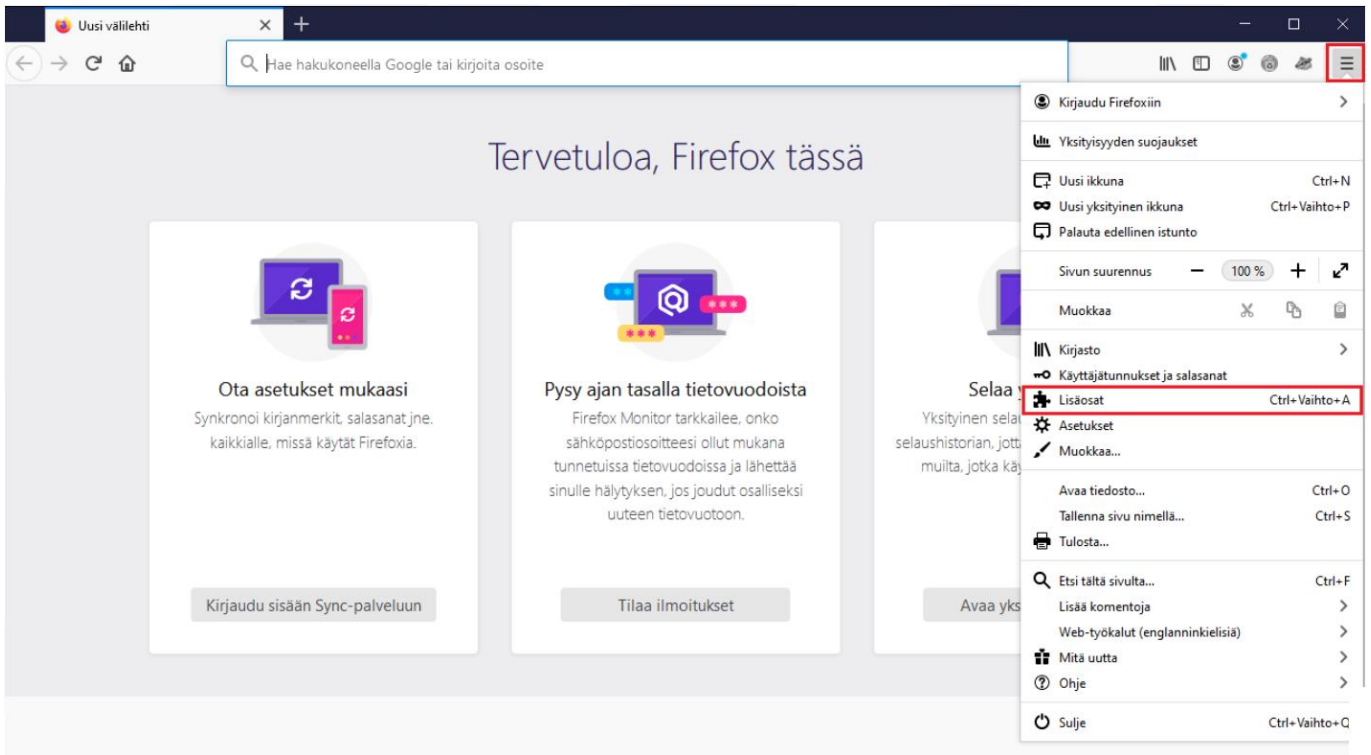 Uusi välilehti
Hae hakukoneella Google tai kirjoita osoite
Tervetuloa, Firefox tässä
Ota asetukset mukaasi
Synkronoi kirjanmerkit, salasanat jne.
kaikkialle, missä käytät Firefoxia.
Kirjaudu sisään Sync-palveluun
Pysy ajan tasalla tietovuodoista
Firefox Monitor tarkkailee, onko
sähköpostiosoitteesi ollut mukana
tunnetuissa tietovuodoissa ja lähettää
sinulle hälytyksen, jos joudut osalliseksi
uuteen tietovuotoon.
Tilaa ilmoitukset
Selaa
Yksityinen selau
selaushistorian, jott
muilta, jotka käy
Avaa yks
Kirjaudu Firefoxiin
Yksityisyyden suojaukset
Uusi ikkuna Ctrl+N
Uusi yksityinen ikkuna Ctrl+Vaihto+P
Palauta edellinen istunto
Sivun suurennus 100 %
Muokkaa
Kirjasto
Käyttäjätunnukset ja salasanat
Lisäosat Ctrl+Vaihto+A
Asetukset
Muokkaa...
Avaa tiedosto... Ctrl+O
Tallenna sivu nimellä... Ctrl+S
Tulosta...
Etsi tältä sivulta... Ctrl+F
Lisää komentoja
Web-työkalut (englanninkielisiä)
Mitä uutta
Ohje
Sulje Ctrl+Vaihto+Q